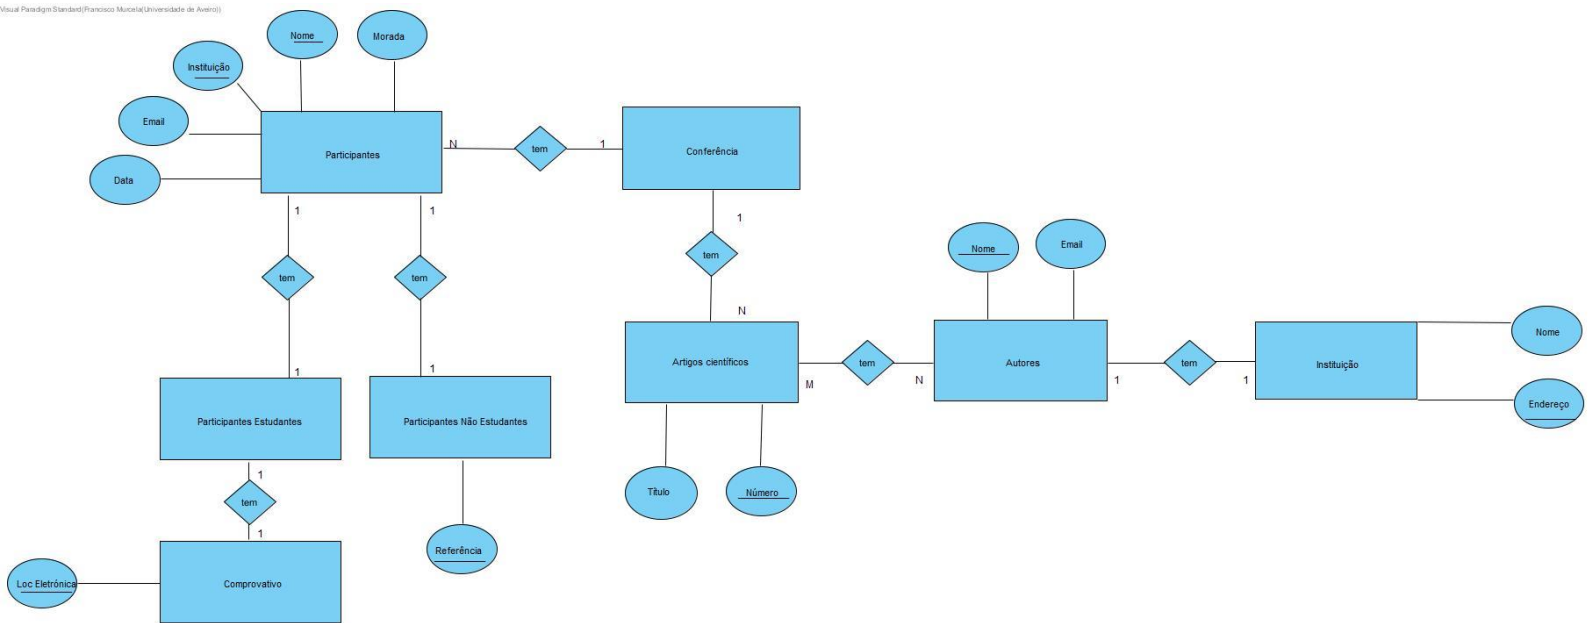 Visual Paradigm Standard(Francisco Murcela(Universidade de Aveiro))
Nome
Morada
Instituição
Email
Data
Participantes
N
tem
1
Conferência
1
1
1
tem
tem
tem
N
1
1
Nome
Email
Artigos científicos
M
tem
N
Autores
1
tem
1
Instituição
Nome
Endereço
Participantes Estudantes
Participantes Não Estudantes
1
tem
1
Título
Número
Referência
Loc Eletrónica
Comprovativo